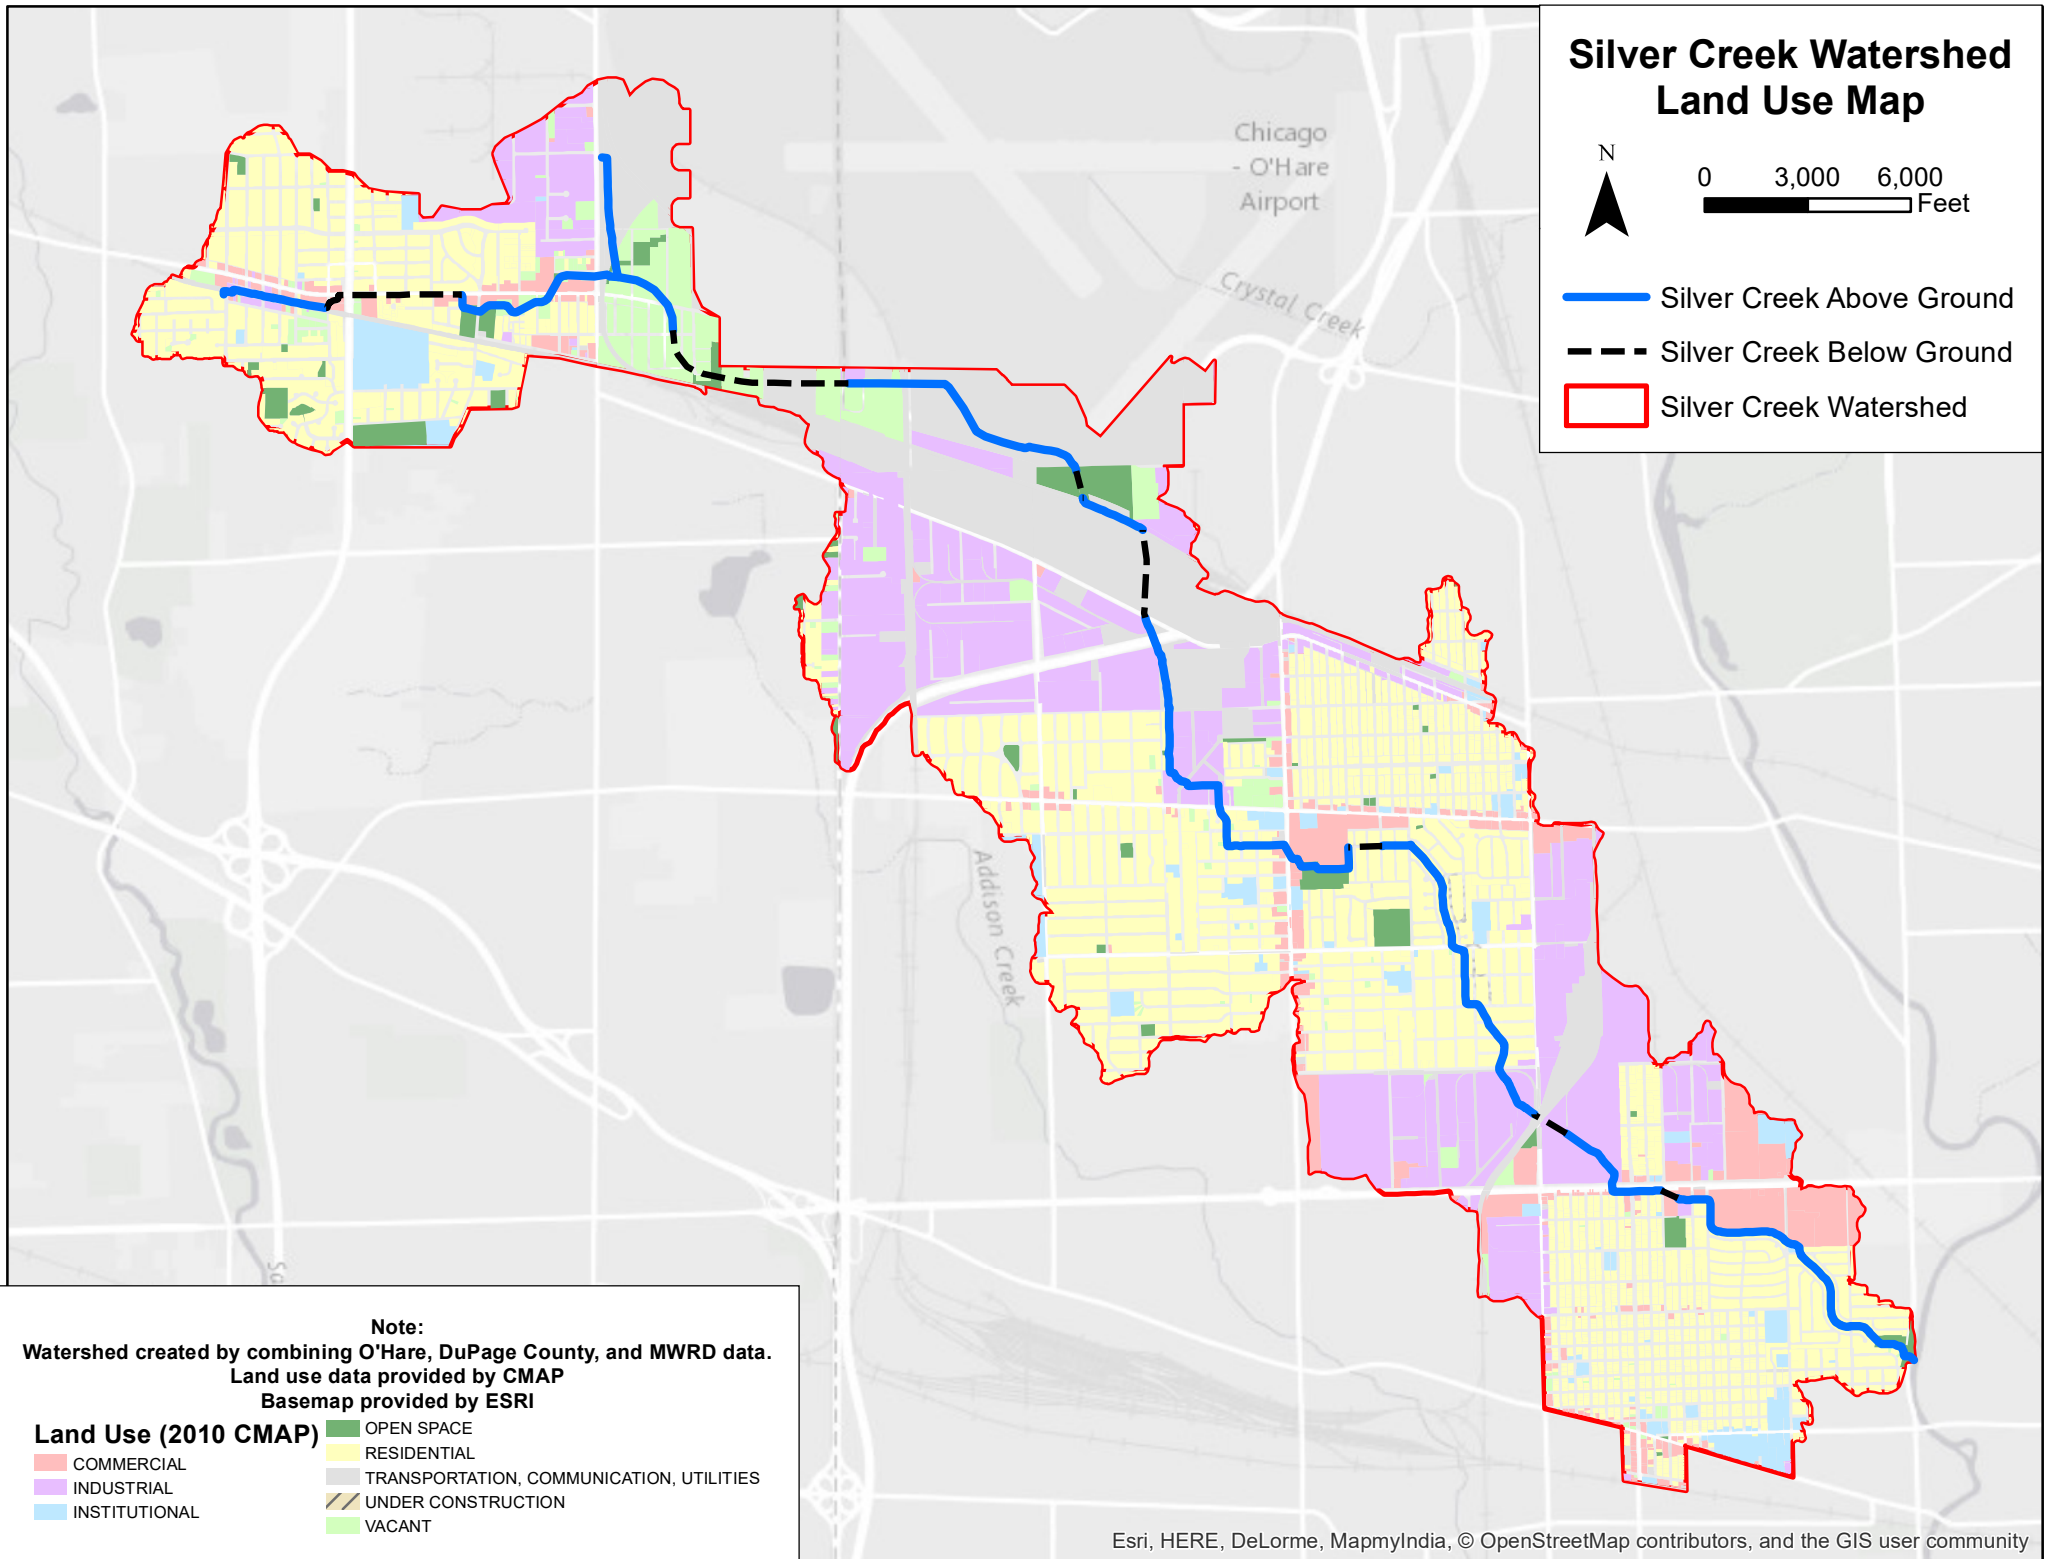 Silver Creek Watershed
Land Use Map
N
0 3,000 6,000
Feet
Silver Creek Above Ground
Silver Creek Below Ground
Silver Creek Watershed
Chicago
- O'Hare
Airport
Crystal Creek
Addison Creek
Sa
Note:
Watershed created by combining O'Hare, DuPage County, and MWRD data.
Land use data provided by CMAP
Basemap provided by ESRI
Land Use (2010 CMAP)
COMMERCIAL
INDUSTRIAL
INSTITUTIONAL
OPEN SPACE
RESIDENTIAL
TRANSPORTATION, COMMUNICATION, UTILITIES
UNDER CONSTRUCTION
VACANT
Esri, HERE, DeLorme, MapmyIndia, © OpenStreetMap contributors, and the GIS user community